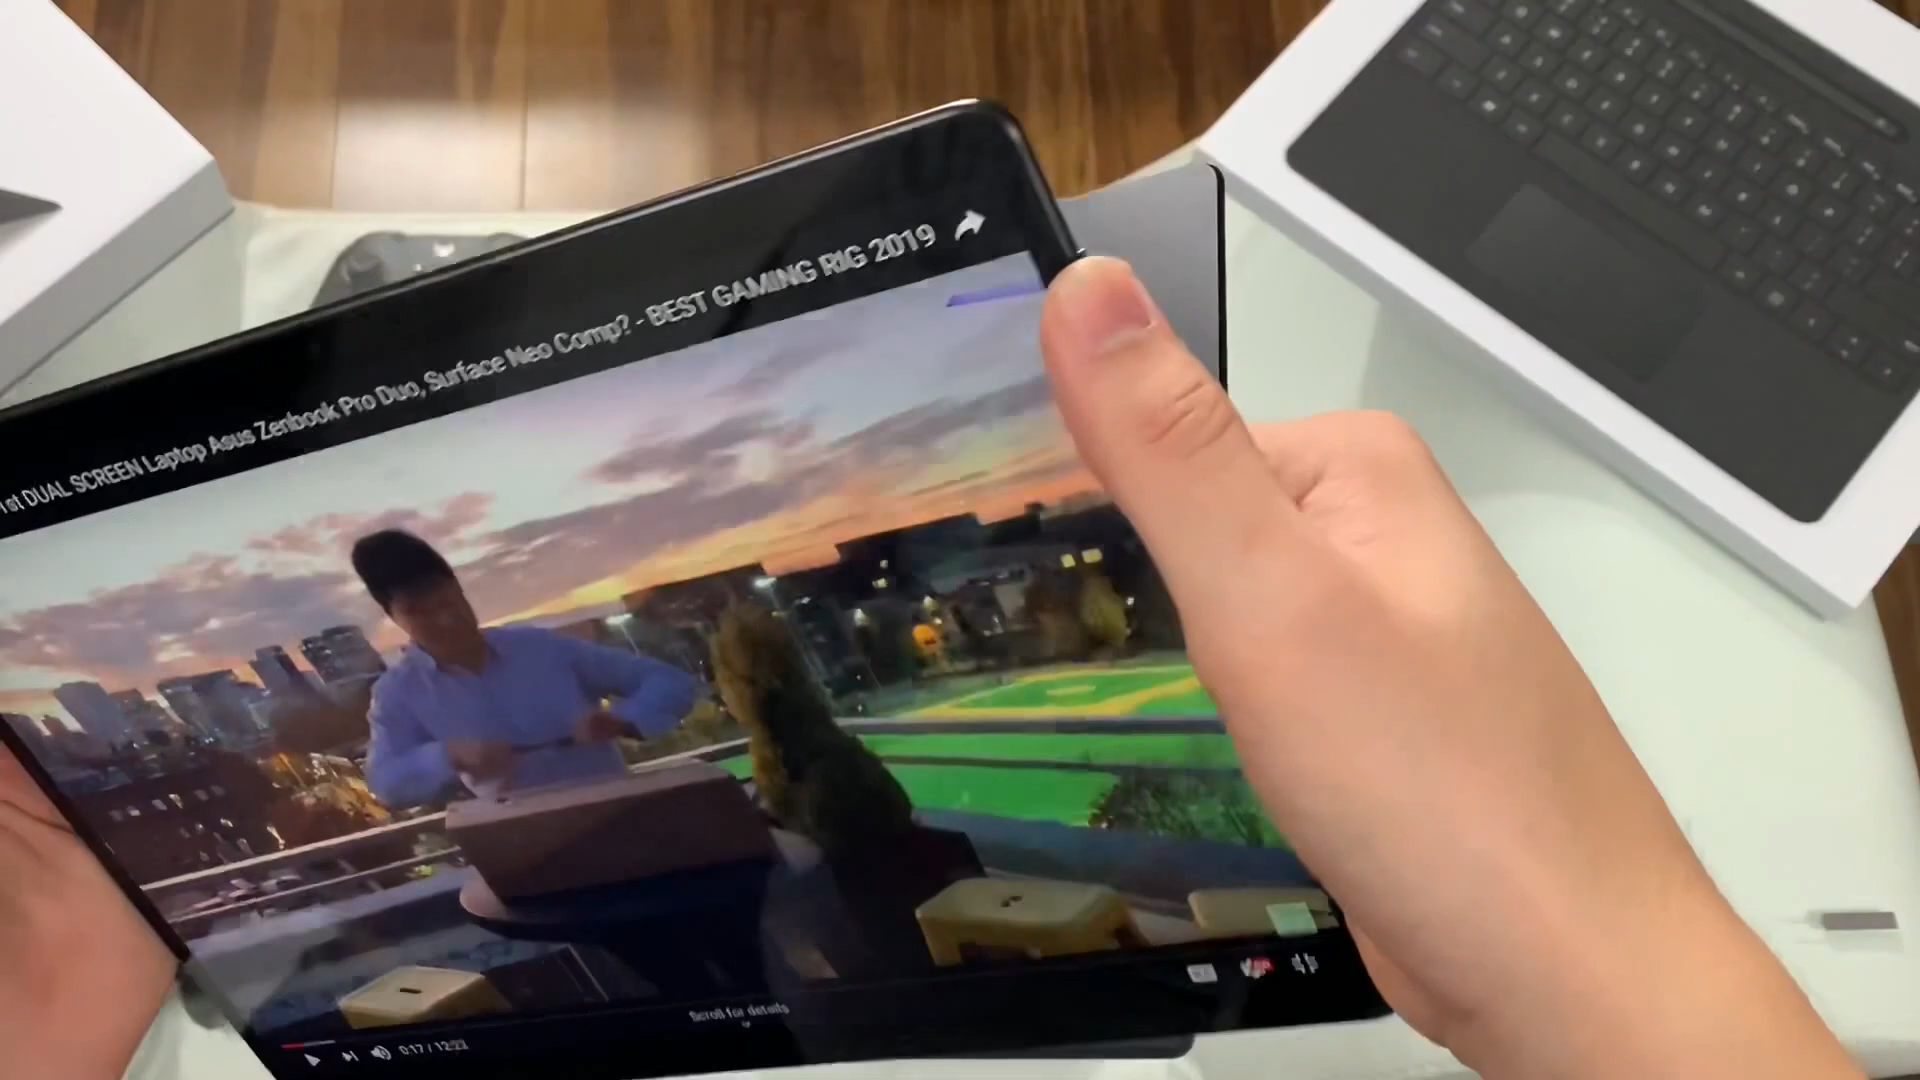 1st DUAL SCREEN Laptop Asus Zenbook Pro Duo, Surface Neo Comp? - BEST GAMING RIG 2019
Scroll for details
0:17 / 12:22